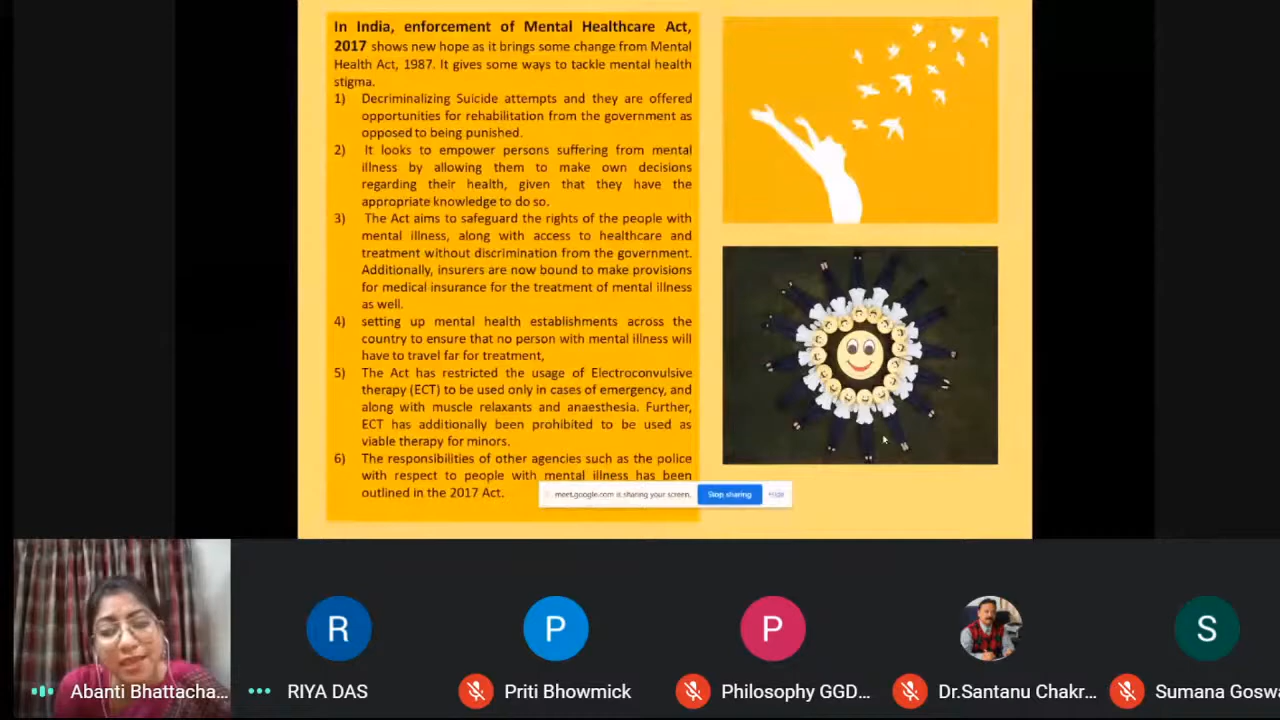 In India, enforcement of Mental Healthcare Act,
2017 shows new hope as it brings some change from Mental
Health Act, 1987. It gives some ways to tackle mental health
stigma.
1) Decriminalizing Suicide attempts and they are offered
opportunities for rehabilitation from the government as
opposed to being punished.
2) It looks to empower persons suffering from mental
illness by allowing them to make own decisions
regarding their health, given that they have the
appropriate knowledge to do so.
3) The Act aims to safeguard the rights of the people with
mental illness, along with access to healthcare and
treatment without discrimination from the government.
Additionally, insurers are now bound to make provisions
for medical insurance for the treatment of mental illness
as well.
4) setting up mental health establishments across the
country to ensure that no person with mental illness will
have to travel far for treatment,
5) The Act has restricted the usage of Electroconvulsive
therapy (ECT) to be used only in cases of emergency, and
along with muscle relaxants and anaesthesia. Further,
ECT has additionally been prohibited to be used as
viable therapy for minors.
6) The responsibilities of other agencies such as the police
with respect to people with mental illness has been
outlined in the 2017 Act.
meet.google.com is sharing your screen. Stop sharing Hide
R P P S
Abanti Bhattacha... RIYA DAS Priti Bhowmick Philosophy GGD... Dr.Santanu Chakr... Sumana Gosw